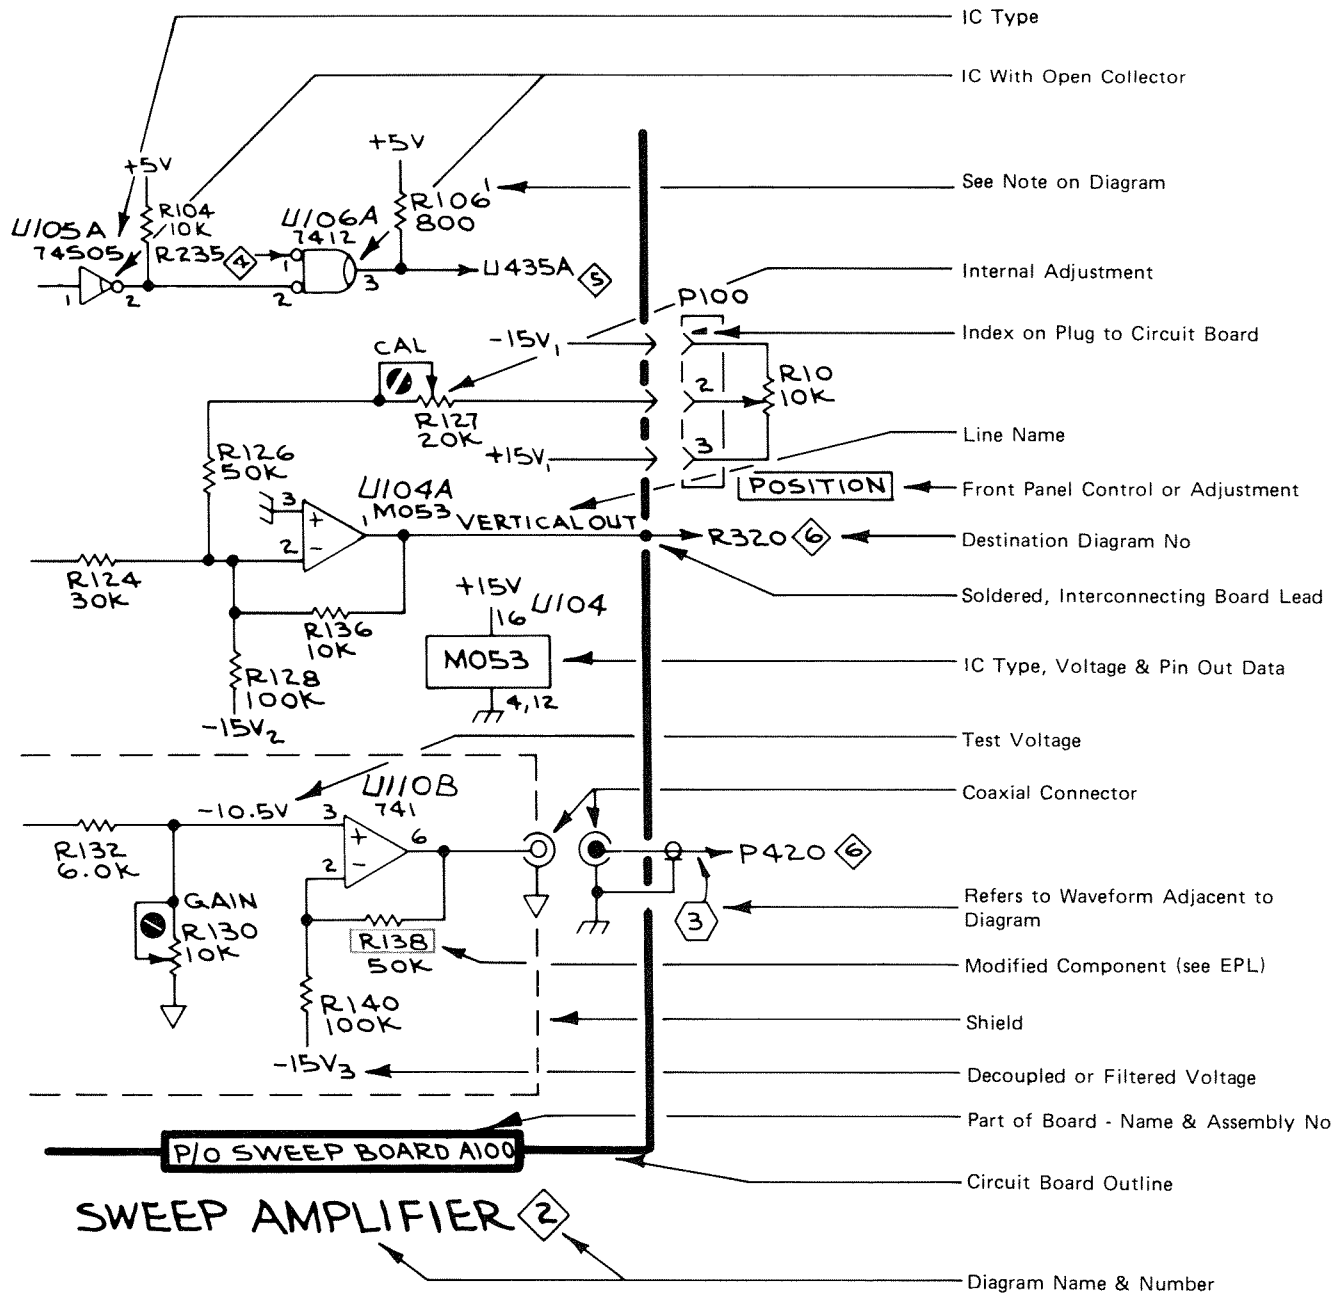 IC Type
IC With Open Collector
+5V
+5V
See Note on Diagram
R106¹
800
R104
10K
U105A
74S05
U106A
7412
R235 4
1
U435A 5
1 2
2
3
Internal Adjustment
P100
Index on Plug to Circuit Board
-15V₁
CAL
R10
10K
2
R127
20K
Line Name
+15V₁
3
R126
50K
POSITION
Front Panel Control or Adjustment
U104A
M053
3
+
1
VERTICAL OUT
R320 6
Destination Diagram No
2
-
R124
30K
+15V
16
U104
Soldered, Interconnecting Board Lead
R136
10K
M053
IC Type, Voltage & Pin Out Data
R128
100K
4,12
-15V₂
Test Voltage
U110B
741
-10.5V
3
Coaxial Connector
+
6
R132
6.0K
2
-
P420 6
GAIN
3
Refers to Waveform Adjacent to
Diagram
R130
10K
R138
50K
Modified Component (see EPL)
R140
100K
Shield
-15V₃
Decoupled or Filtered Voltage
Part of Board - Name & Assembly No
P/O SWEEP BOARD A100
Circuit Board Outline
SWEEP AMPLIFIER 2
Diagram Name & Number